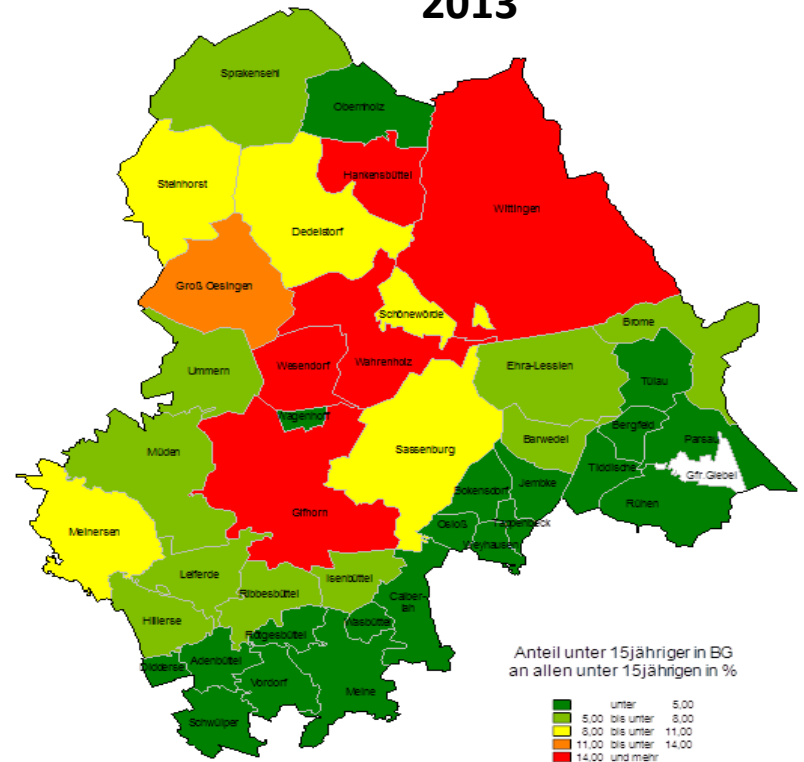 2013
Sprakensehl
Obernholz
Hankensbüttel
Steinhorst
Wittingen
Dedelstorf
Groß Oesingen
Schönewörde
Brome
Ummern
Wesendorf
Wahrenholz
Ehra-Lessien
Tülau
Wagenhoff
Bergfeld
Parsau
Müden
Sassenburg
Barwedel
Tiddische
Gfr.Giebel
Jembke
Bokensdorf
Rühen
Gifhorn
Osloß
Tappenbeck
Meinersen
Weyhausen
Leiferde
Isenbüttel
Ribbesbüttel
Calber-
lah
Hillerse
Wasbüttel
Rötgesbüttel
Didderse
Adenbüttel
Vordorf
Meine
Schwülper
Anteil unter 15jähriger in BG
an allen unter 15jährigen in %
unter 5,00
5,00 bis unter 8,00
8,00 bis unter 11,00
11,00 bis unter 14,00
14,00 und mehr